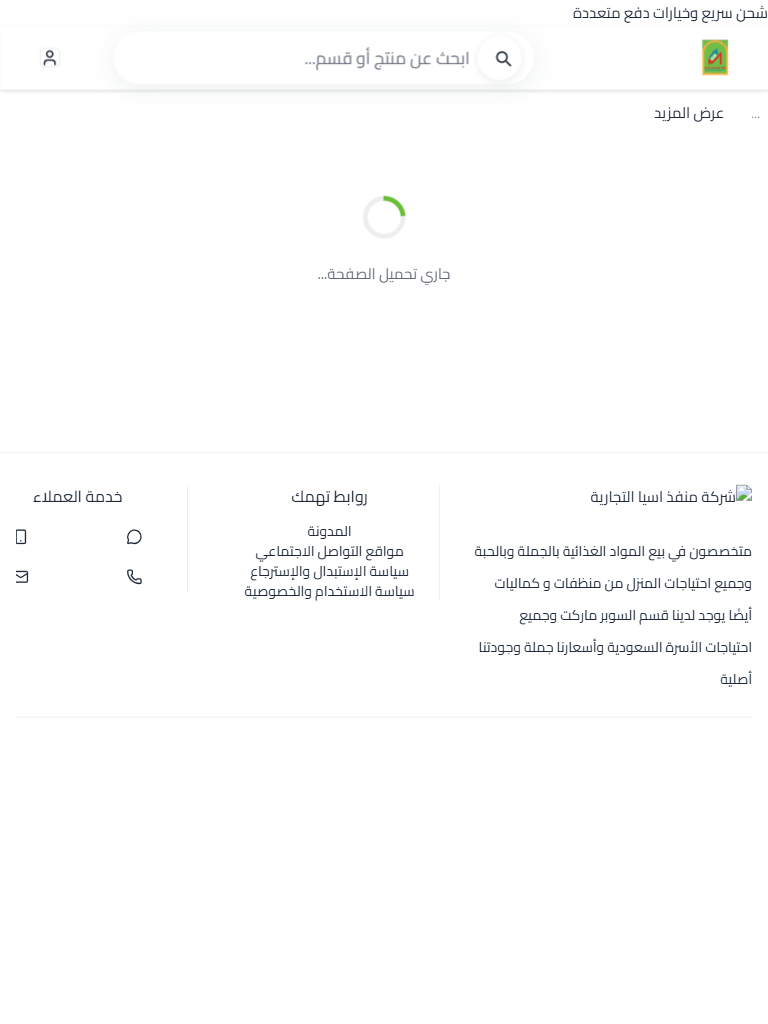 شحن سريع وخيارات دفع متعددة
ابحث عن منتج أو قسم...
...
عرض المزيد
جاري تحميل الصفحة...
شركة منفذ اسيا التجارية
متخصصون في بيع المواد الغذائية بالجملة وبالحبة
وجميع احتياجات المنزل من منظفات و كماليات
أيضًا يوجد لدينا قسم السوبر ماركت وجميع
احتياجات الأسرة السعودية وأسعارنا جملة وجودتنا
أصلية
روابط تهمك
المدونة
مواقع التواصل الاجتماعي
سياسة الإستبدال والإسترجاع
سياسة الاستخدام والخصوصية
خدمة العملاء